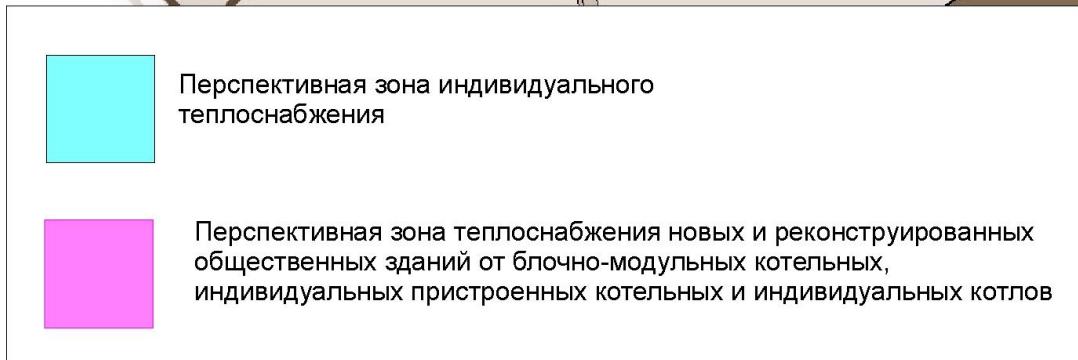 Перспективная зона индивидуального
теплоснабжения
Перспективная зона теплоснабжения новых и реконструированных
общественных зданий от блочно-модульных котельных,
индивидуальных пристроенных котельных и индивидуальных котлов